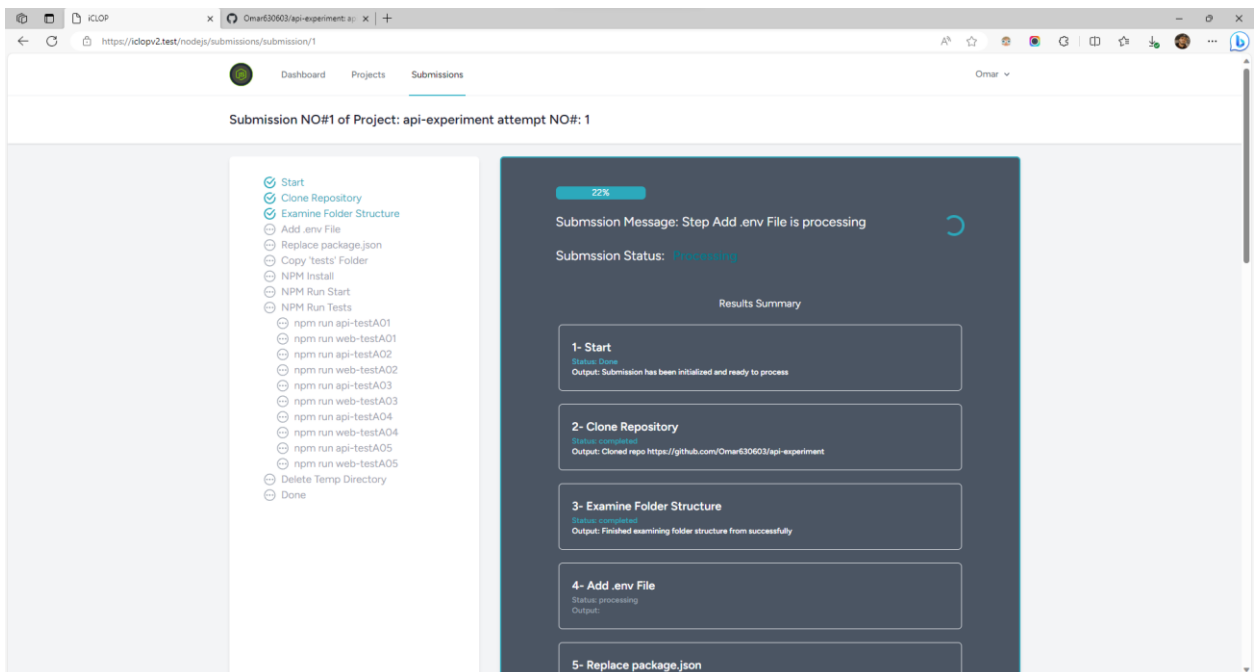 iCLOP
Omar630603/api-experiment: ap
https://iclopv2.test/nodejs/submissions/submission/1
Dashboard Projects Submissions Omar
Submission NO#1 of Project: api-experiment attempt NO#: 1
Start
Clone Repository
Examine Folder Structure
Add .env File
Replace package.json
Copy 'tests' Folder
NPM Install
NPM Run Start
NPM Run Tests
npm run api-testA01
npm run web-testA01
npm run api-testA02
npm run web-testA02
npm run api-testA03
npm run web-testA03
npm run api-testA04
npm run web-testA04
npm run api-testA05
npm run web-testA05
Delete Temp Directory
Done
22%
Submssion Message: Step Add .env File is processing
Submssion Status: Processing
Results Summary
1- Start
Status: Done
Output: Submission has been initialized and ready to process
2- Clone Repository
Status: completed
Output: Cloned repo https://github.com/Omar630603/api-experiment
3- Examine Folder Structure
Status: completed
Output: Finished examining folder structure from successfully
4- Add .env File
Status: processing
Output:
5- Replace package.json